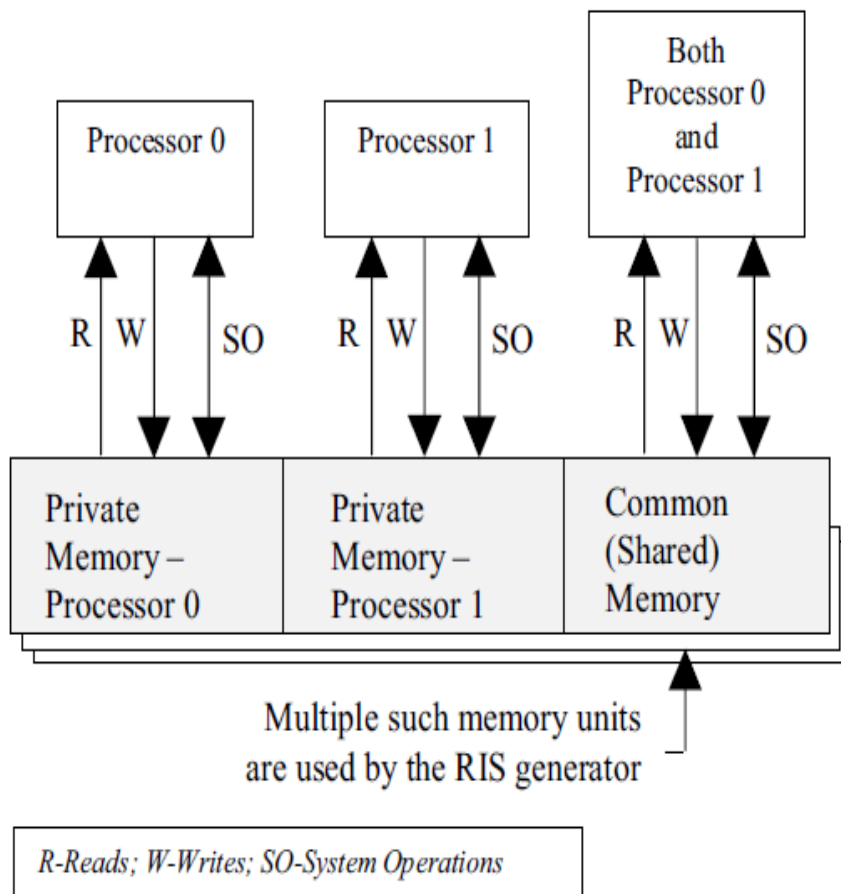 Processor 0
Processor 1
Both
Processor 0
and
Processor 1
R
W
SO
R
W
SO
R
W
SO
Private
Memory –
Processor 0
Private
Memory –
Processor 1
Common
(Shared)
Memory
Multiple such memory units
are used by the RIS generator
R-Reads; W-Writes; SO-System Operations